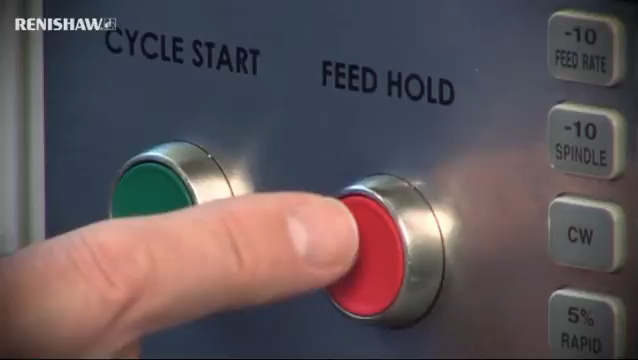 RENISHAW
CYCLE START
FEED HOLD
-10
FEED RATE
-10
SPINDLE
CW
5%
RAPID